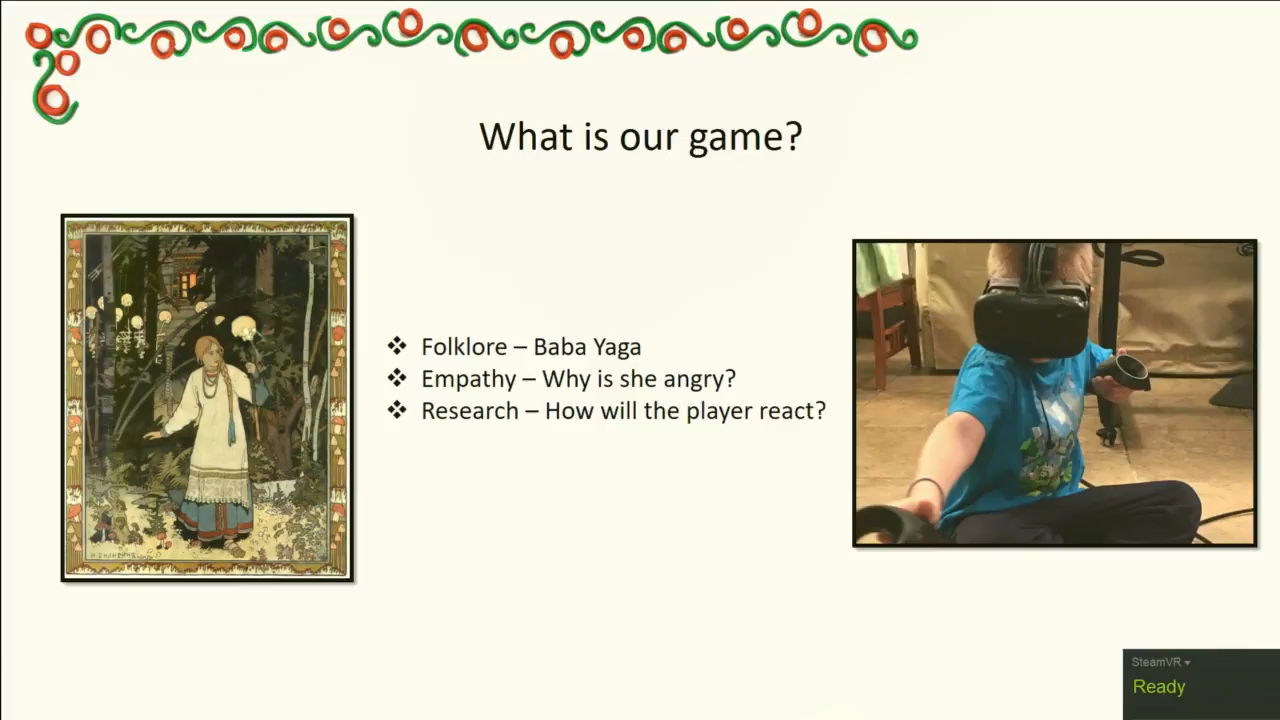 What is our game?
Folklore – Baba Yaga
Empathy – Why is she angry?
Research – How will the player react?
SteamVR
Ready